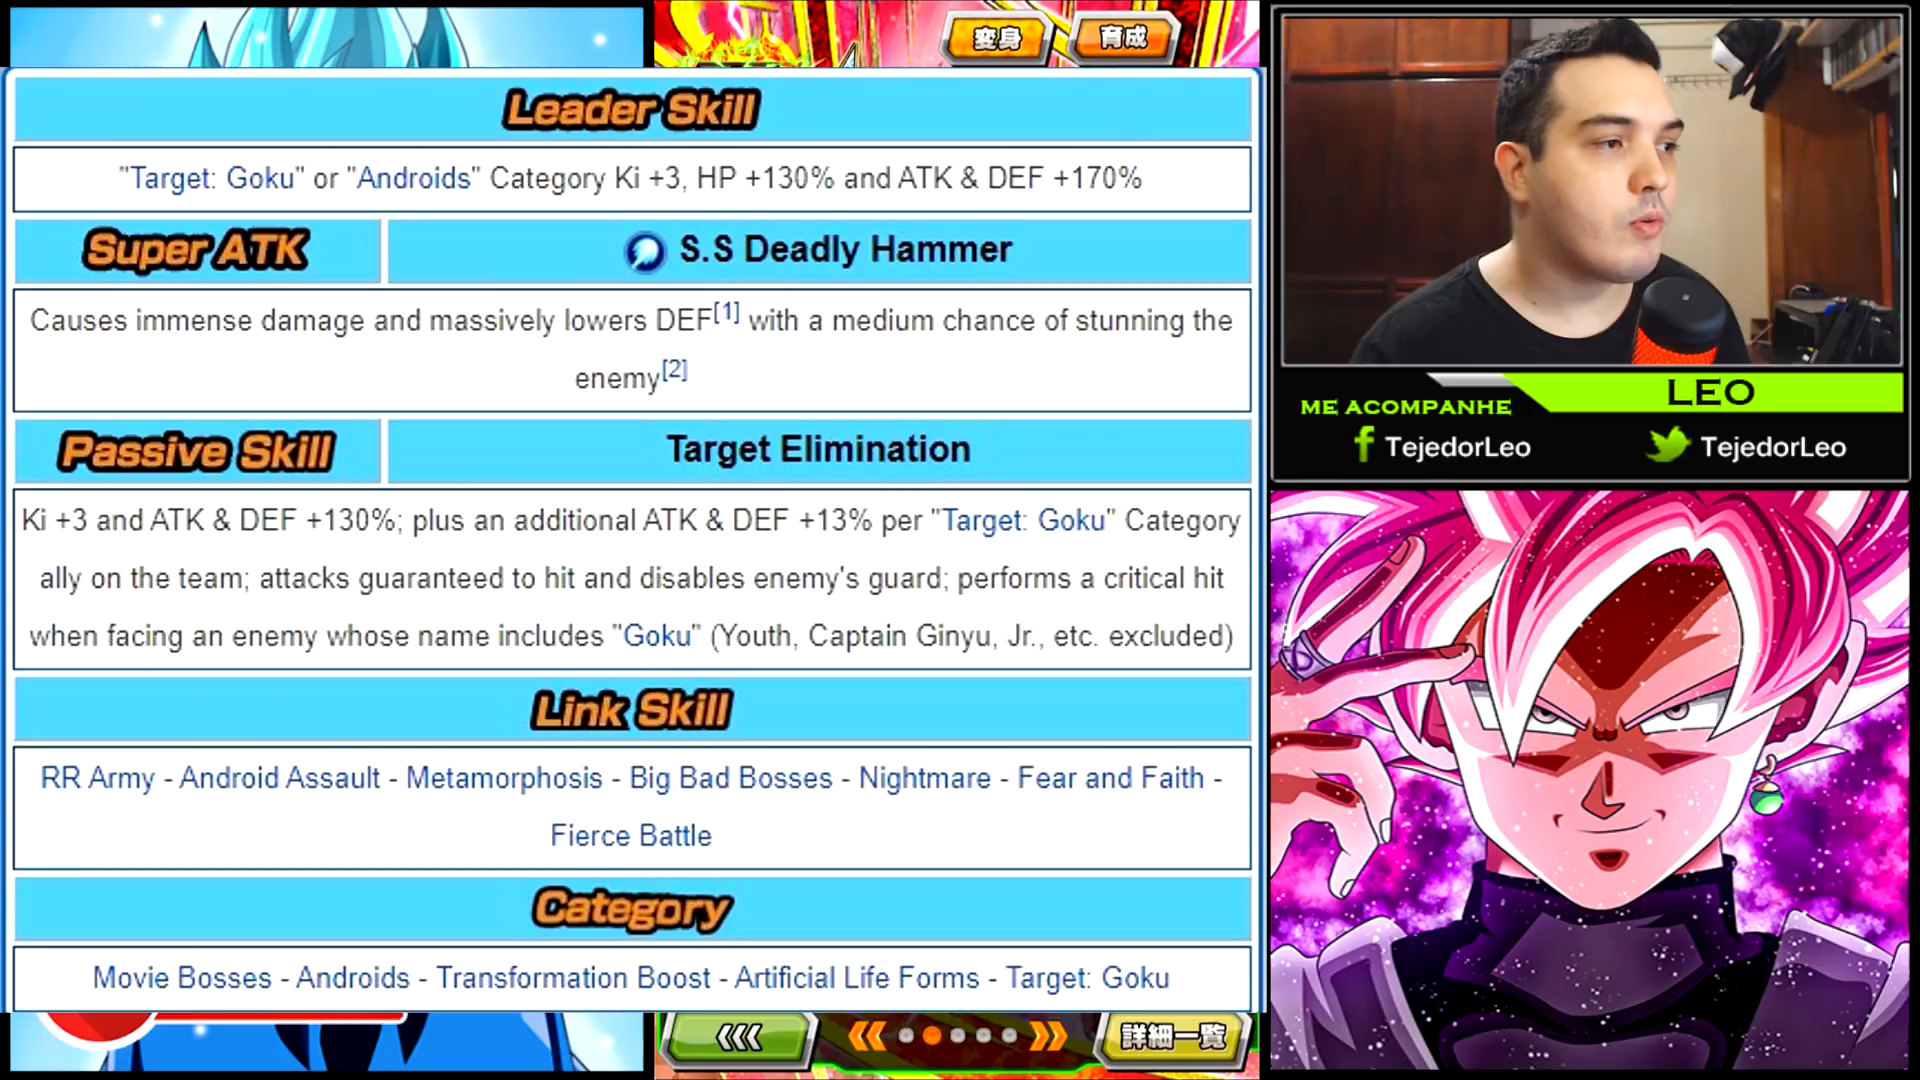 変身 育成
Leader Skill
"Target: Goku" or "Androids" Category Ki +3, HP +130% and ATK & DEF +170%
Super ATK
S.S Deadly Hammer
Causes immense damage and massively lowers DEF[1] with a medium chance of stunning the
enemy[2]
Passive Skill
Target Elimination
Ki +3 and ATK & DEF +130%; plus an additional ATK & DEF +13% per "Target: Goku" Category
ally on the team; attacks guaranteed to hit and disables enemy's guard; performs a critical hit
when facing an enemy whose name includes "Goku" (Youth, Captain Ginyu, Jr., etc. excluded)
Link Skill
RR Army - Android Assault - Metamorphosis - Big Bad Bosses - Nightmare - Fear and Faith -
Fierce Battle
Category
Movie Bosses - Androids - Transformation Boost - Artificial Life Forms - Target: Goku
詳細一覧
LEO
ME ACOMPANHE
TejedorLeo TejedorLeo